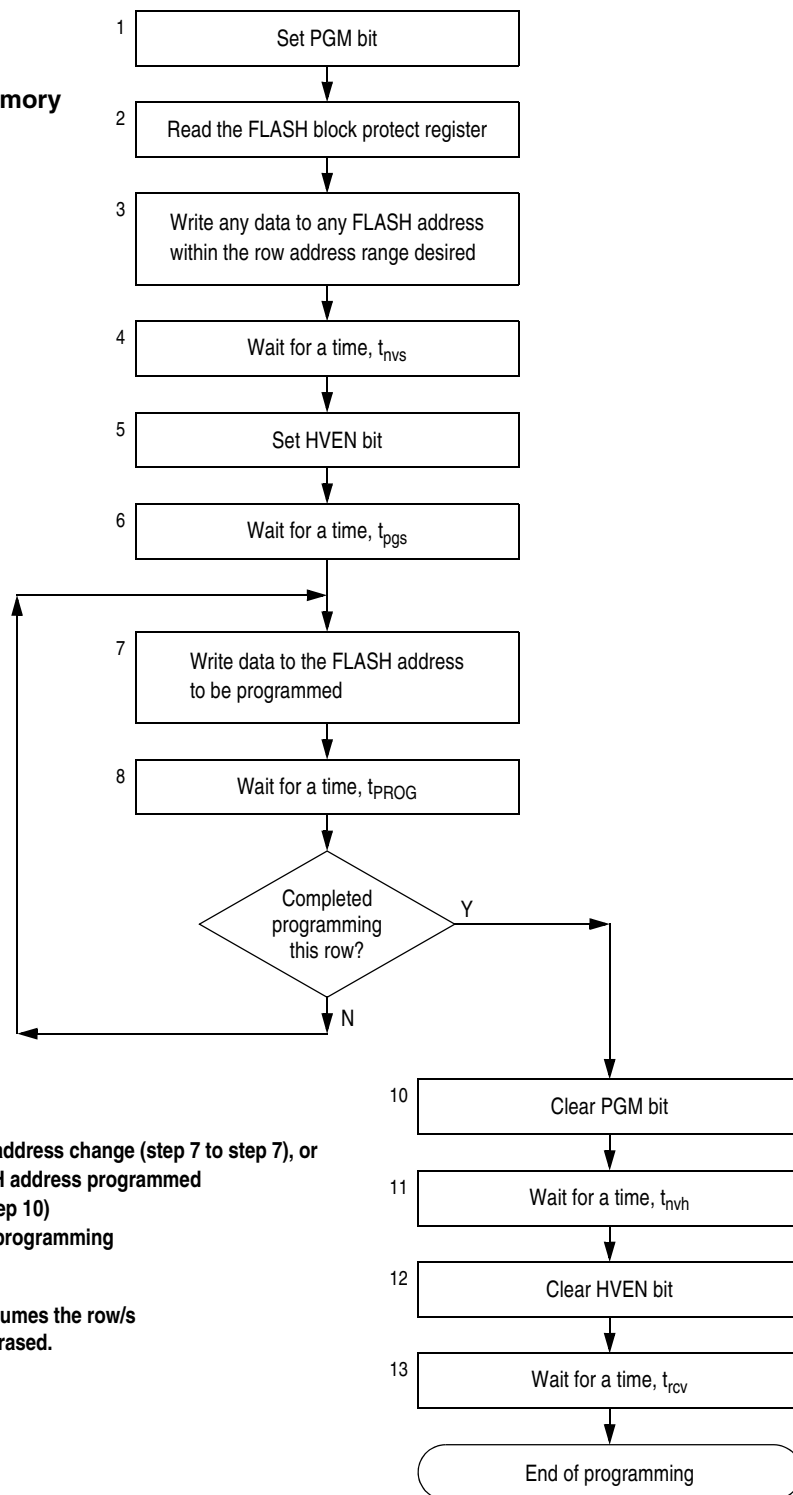 1
Set PGM bit
mory
2
Read the FLASH block protect register
3
Write any data to any FLASH address
within the row address range desired
4
Wait for a time, tnvs
5
Set HVEN bit
6
Wait for a time, tpgs
7
Write data to the FLASH address
to be programmed
8
Wait for a time, tPROG
Completed
programming
this row?
Y
N
10
Clear PGM bit
address change (step 7 to step 7), or
H address programmed
ep 10)
programming
11
Wait for a time, tnvh
12
Clear HVEN bit
umes the row/s
rased.
13
Wait for a time, trcv
End of programming